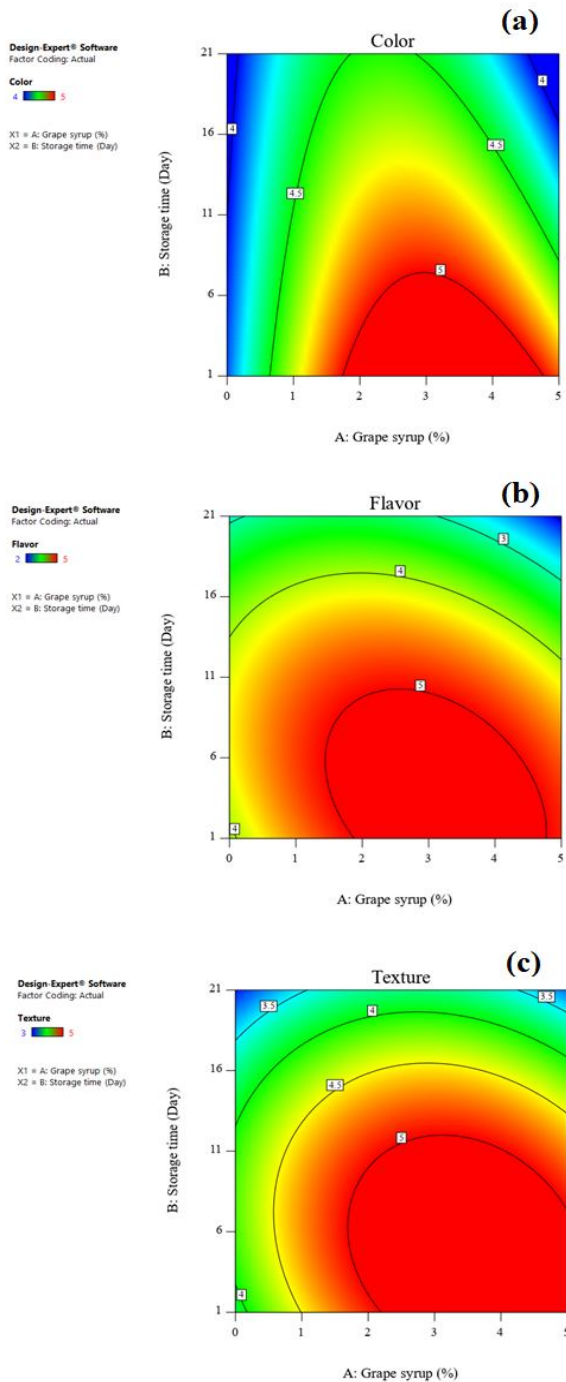 (a)
Design-Expert® Software
Factor Coding: Actual
Color
4 5
X1 = A: Grape syrup (%)
X2 = B: Storage time (Day)
Color
B: Storage time (Day)
21
16
11
6
1
4
4
4.5
4.5
5
0 1 2 3 4 5
A: Grape syrup (%)
(b)
Design-Expert® Software
Factor Coding: Actual
Flavor
2 5
X1 = A: Grape syrup (%)
X2 = B: Storage time (Day)
Flavor
B: Storage time (Day)
21
16
11
6
1
3
4
5
4
0 1 2 3 4 5
A: Grape syrup (%)
(c)
Design-Expert® Software
Factor Coding: Actual
Texture
3 5
X1 = A: Grape syrup (%)
X2 = B: Storage time (Day)
Texture
B: Storage time (Day)
21
16
11
6
1
3.5
3.5
4
4.5
5
4
0 1 2 3 4 5
A: Grape syrup (%)